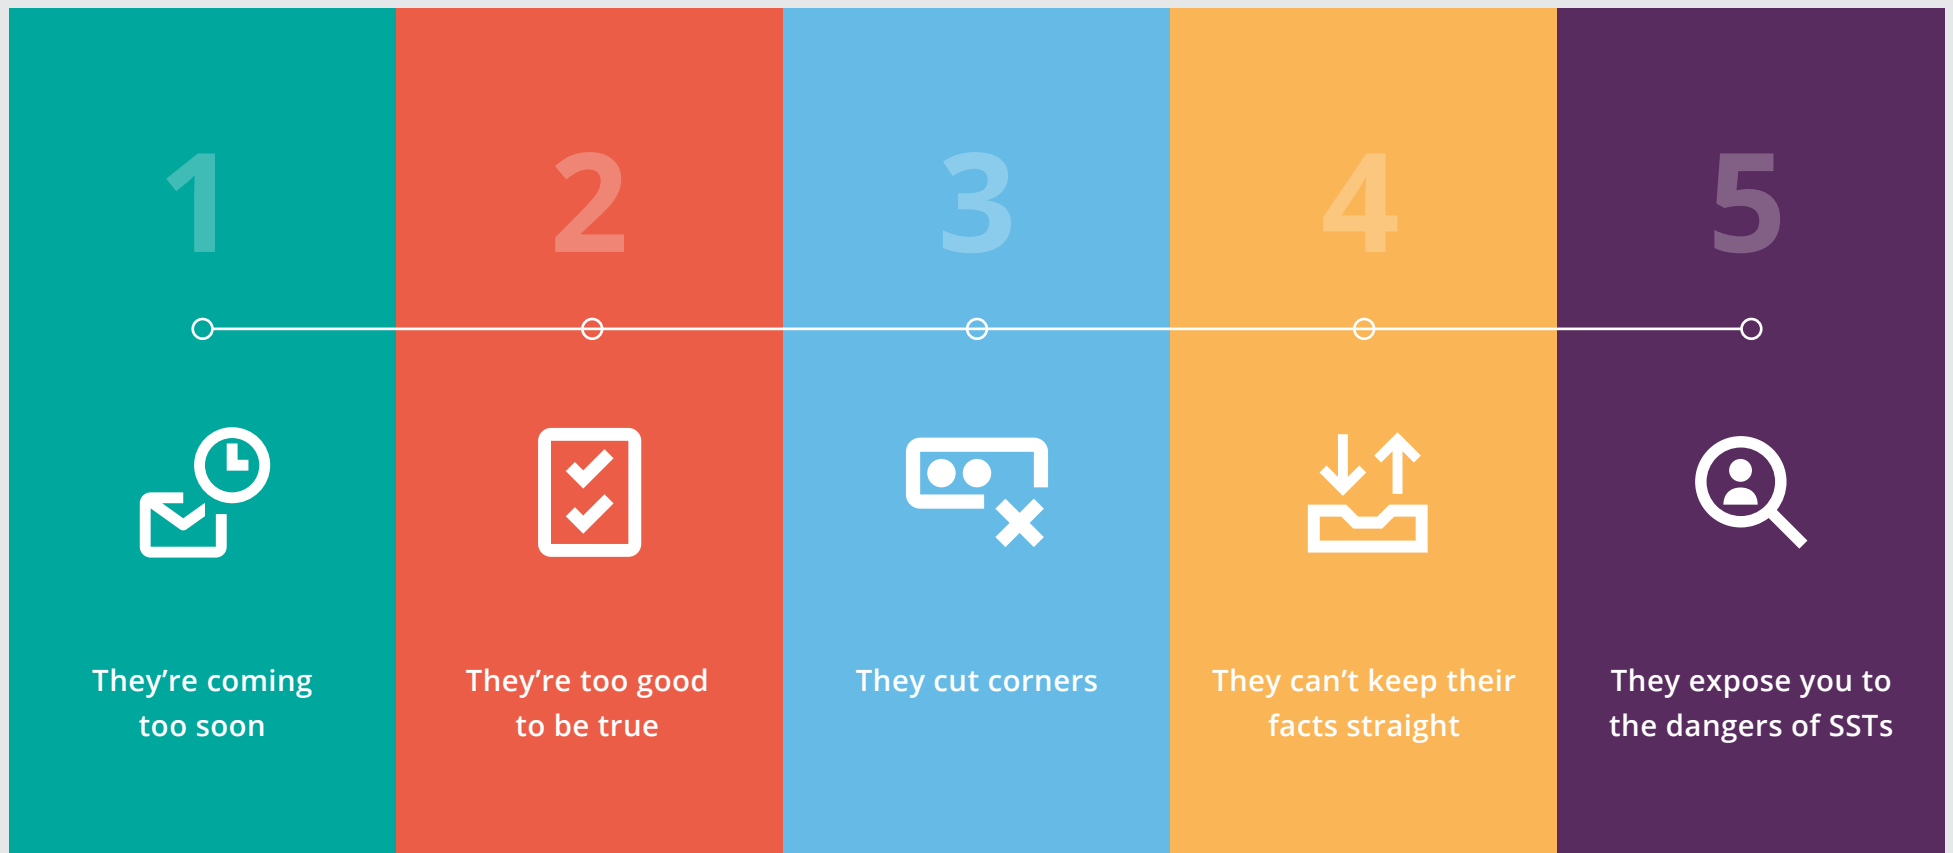 1
2
3
4
5
They’re coming
too soon
They’re too good
to be true
They cut corners
They can’t keep their
facts straight
They expose you to
the dangers of SSTs